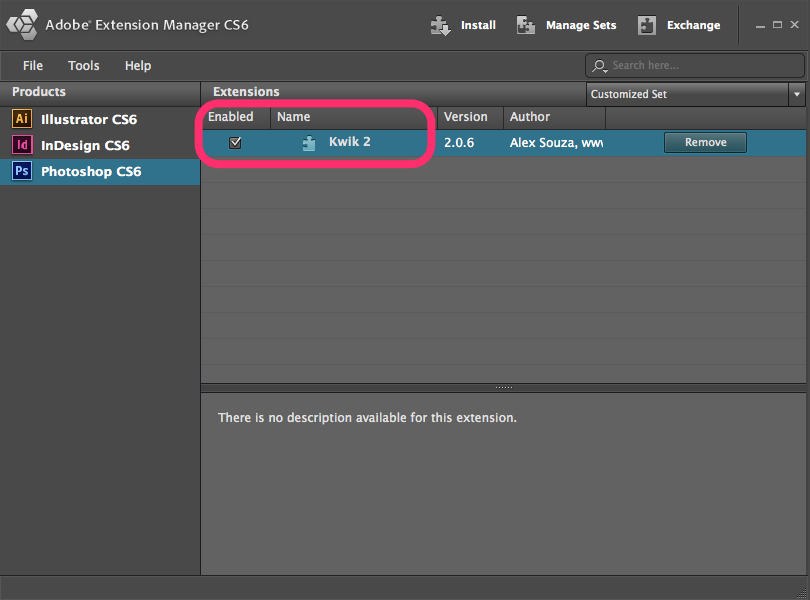 Adobe® Extension Manager CS6
Install Manage Sets Exchange
File Tools Help
Search here...
Products
Extensions
Customized Set
Ai Illustrator CS6
Id InDesign CS6
Ps Photoshop CS6
Enabled Name Version Author
Kwik 2 2.0.6 Alex Souza, www Remove
There is no description available for this extension.